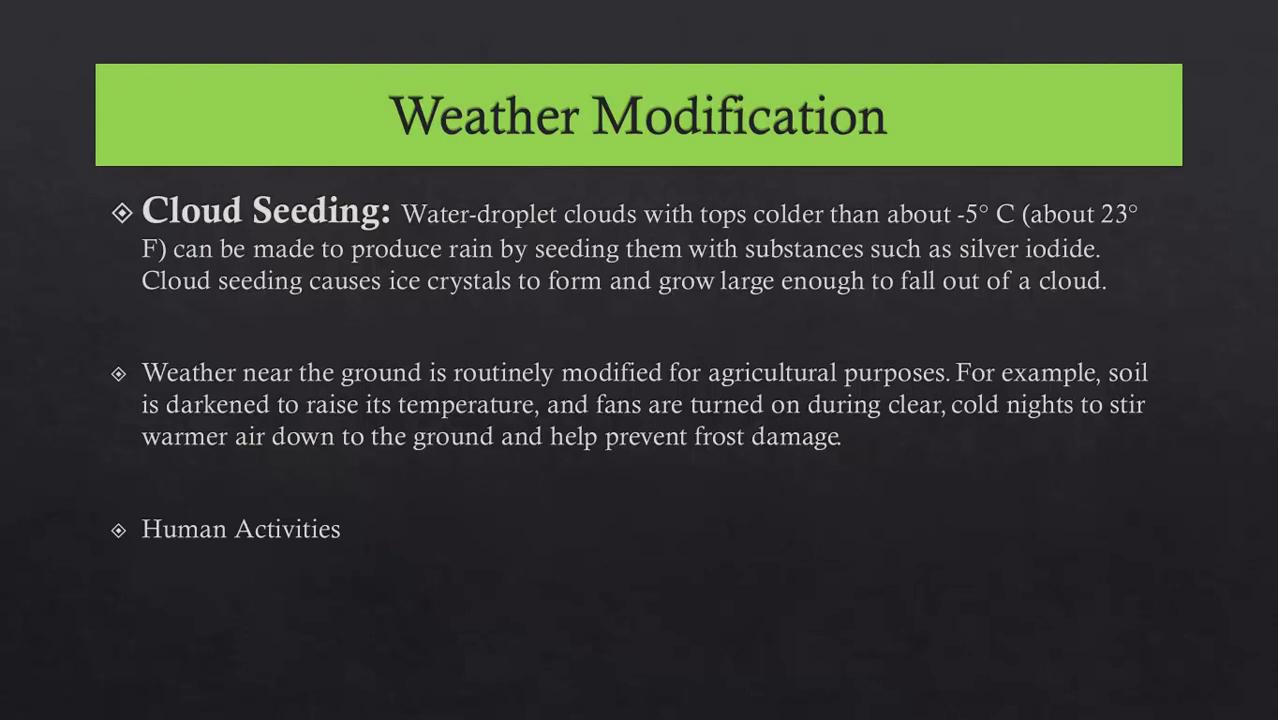 Weather Modification
Cloud Seeding: Water-droplet clouds with tops colder than about -5° C (about 23°
F) can be made to produce rain by seeding them with substances such as silver iodide.
Cloud seeding causes ice crystals to form and grow large enough to fall out of a cloud.
Weather near the ground is routinely modified for agricultural purposes. For example, soil
is darkened to raise its temperature, and fans are turned on during clear, cold nights to stir
warmer air down to the ground and help prevent frost damage.
Human Activities